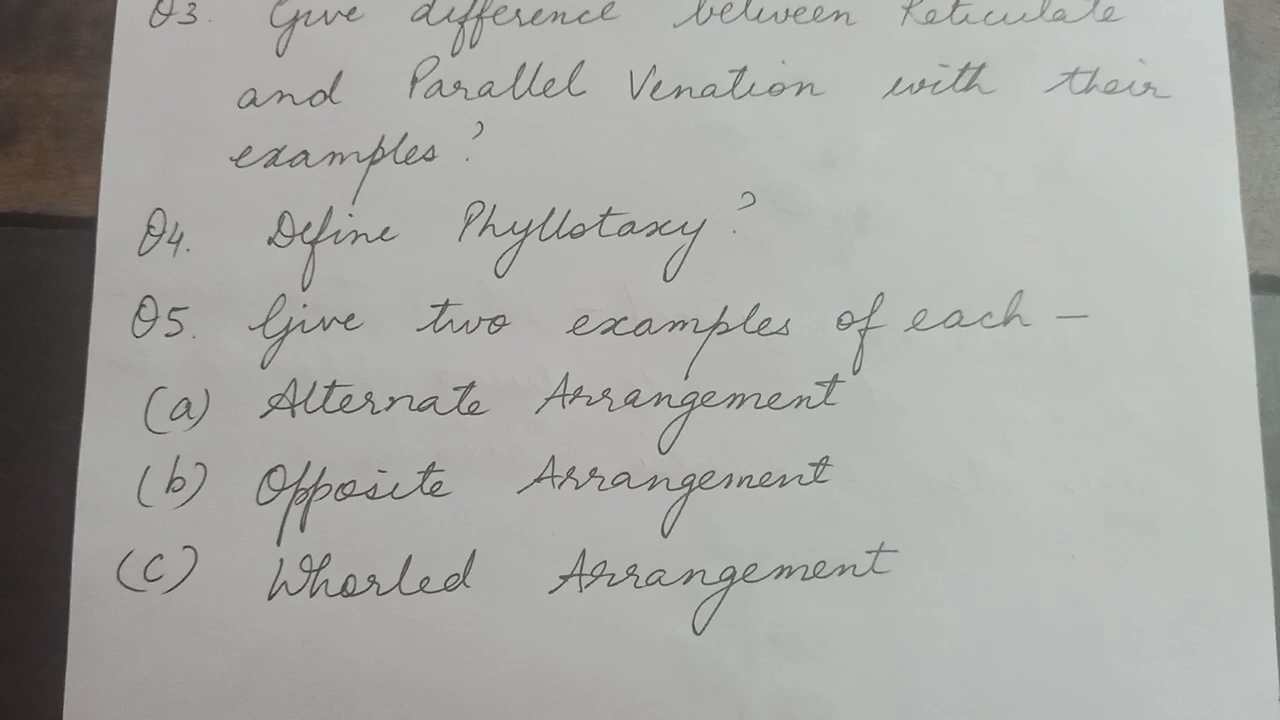 Q3. Give difference between Reticulate
and Parallel Venation with their
examples?
Q4. Define Phyllotaxy?
Q5. Give two examples of each -
(a) Alternate Arrangement
(b) Opposite Arrangement
(c) Whorled Arrangement